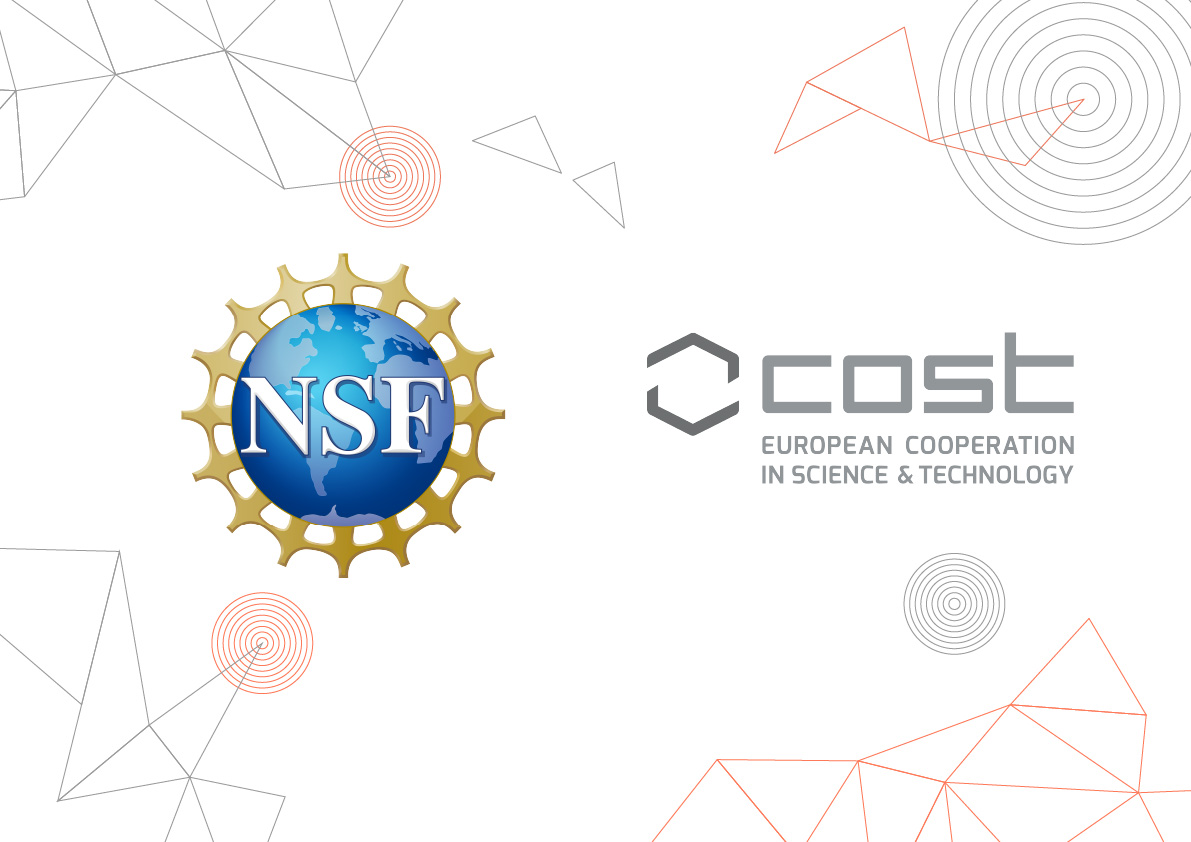 NSF
cost
EUROPEAN COOPERATION
IN SCIENCE & TECHNOLOGY